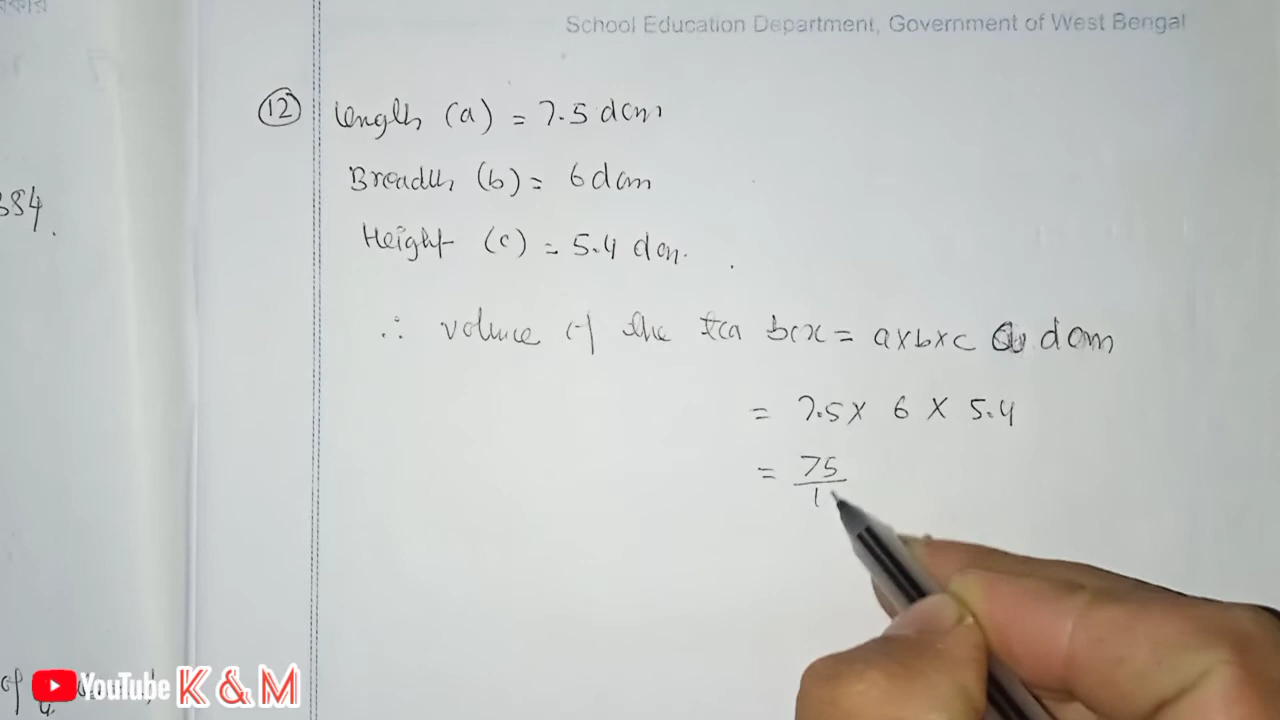 School Education Department, Government of West Bengal
12 Length (a) = 7.5 dcm
Breadth (b) = 6 dcm
384.
Height (c) = 5.4 dcm.
∴ volume of the tea box = a×b×c dcm
= 7.5 × 6 × 5.4
= 75/1
of
YouTube K & M